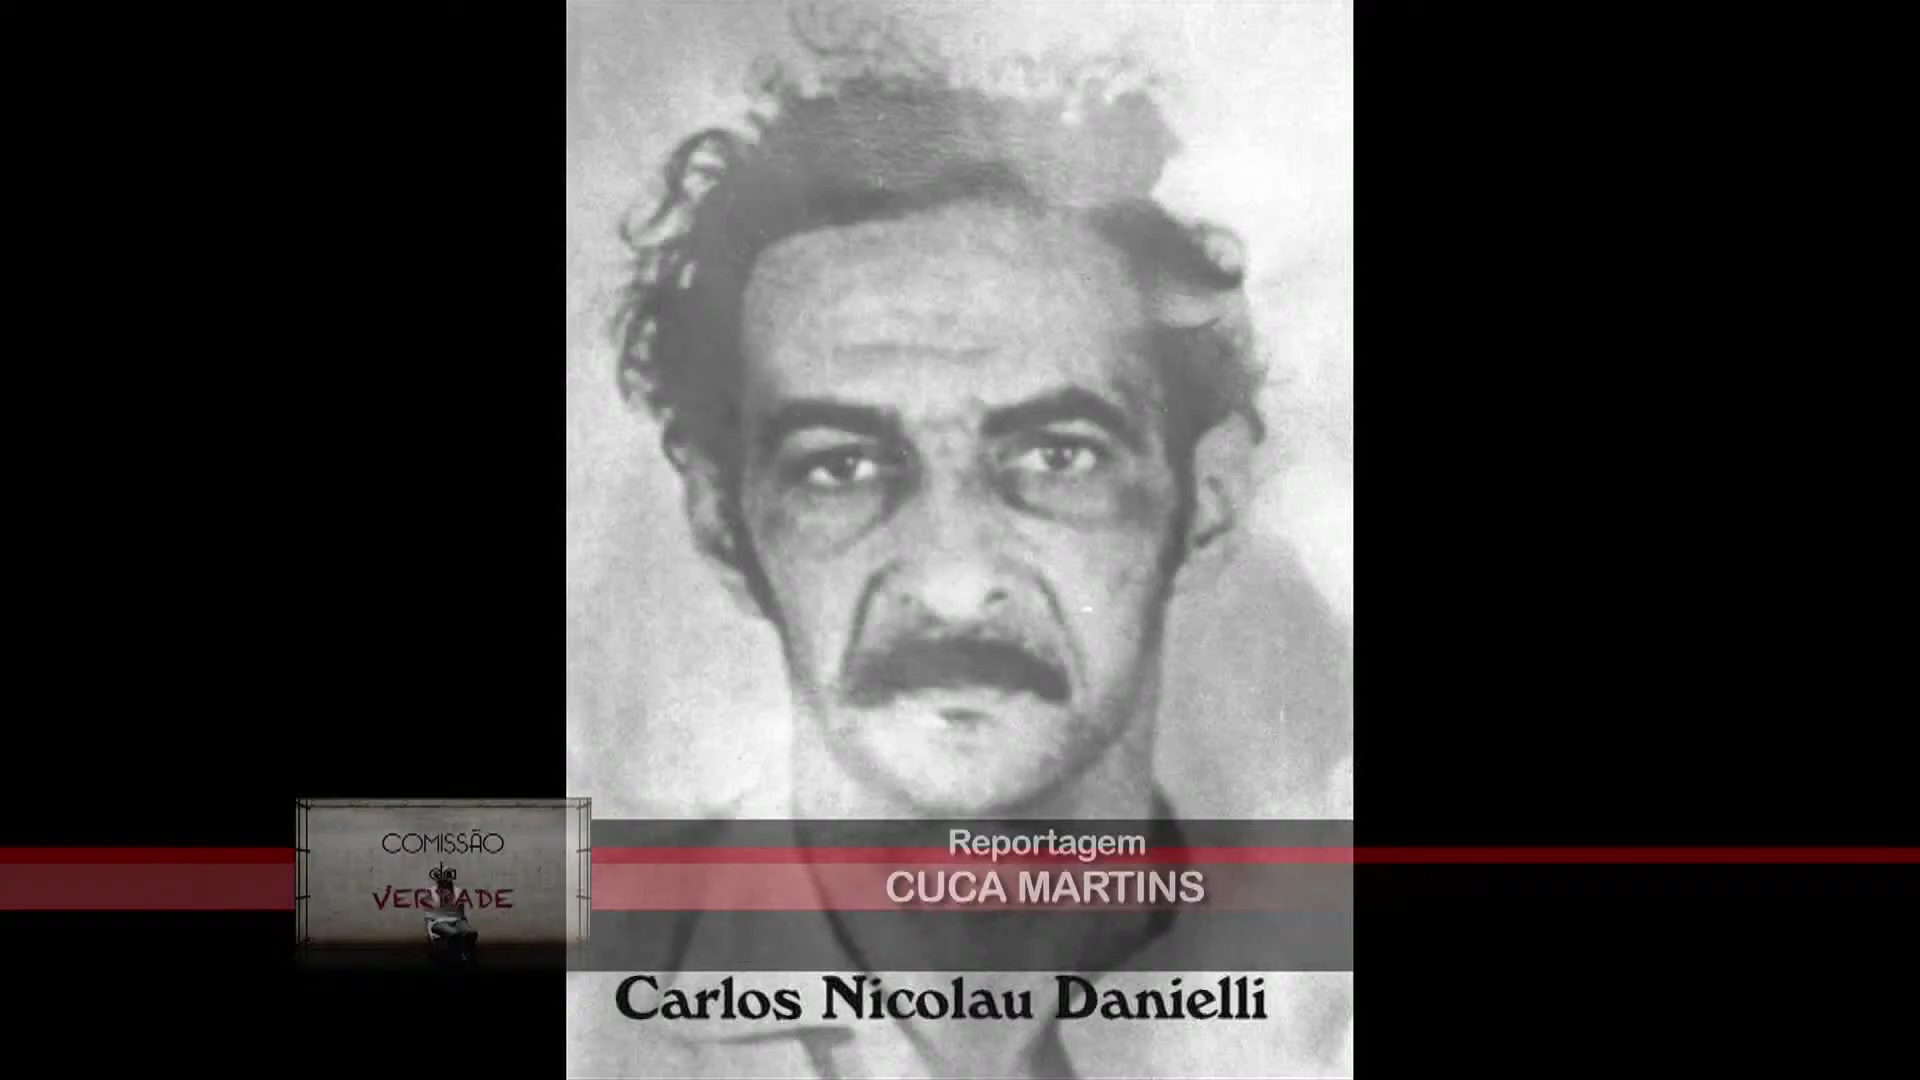 COMISSÃO
da
VERDADE
Reportagem
CUCA MARTINS
Carlos Nicolau Danielli